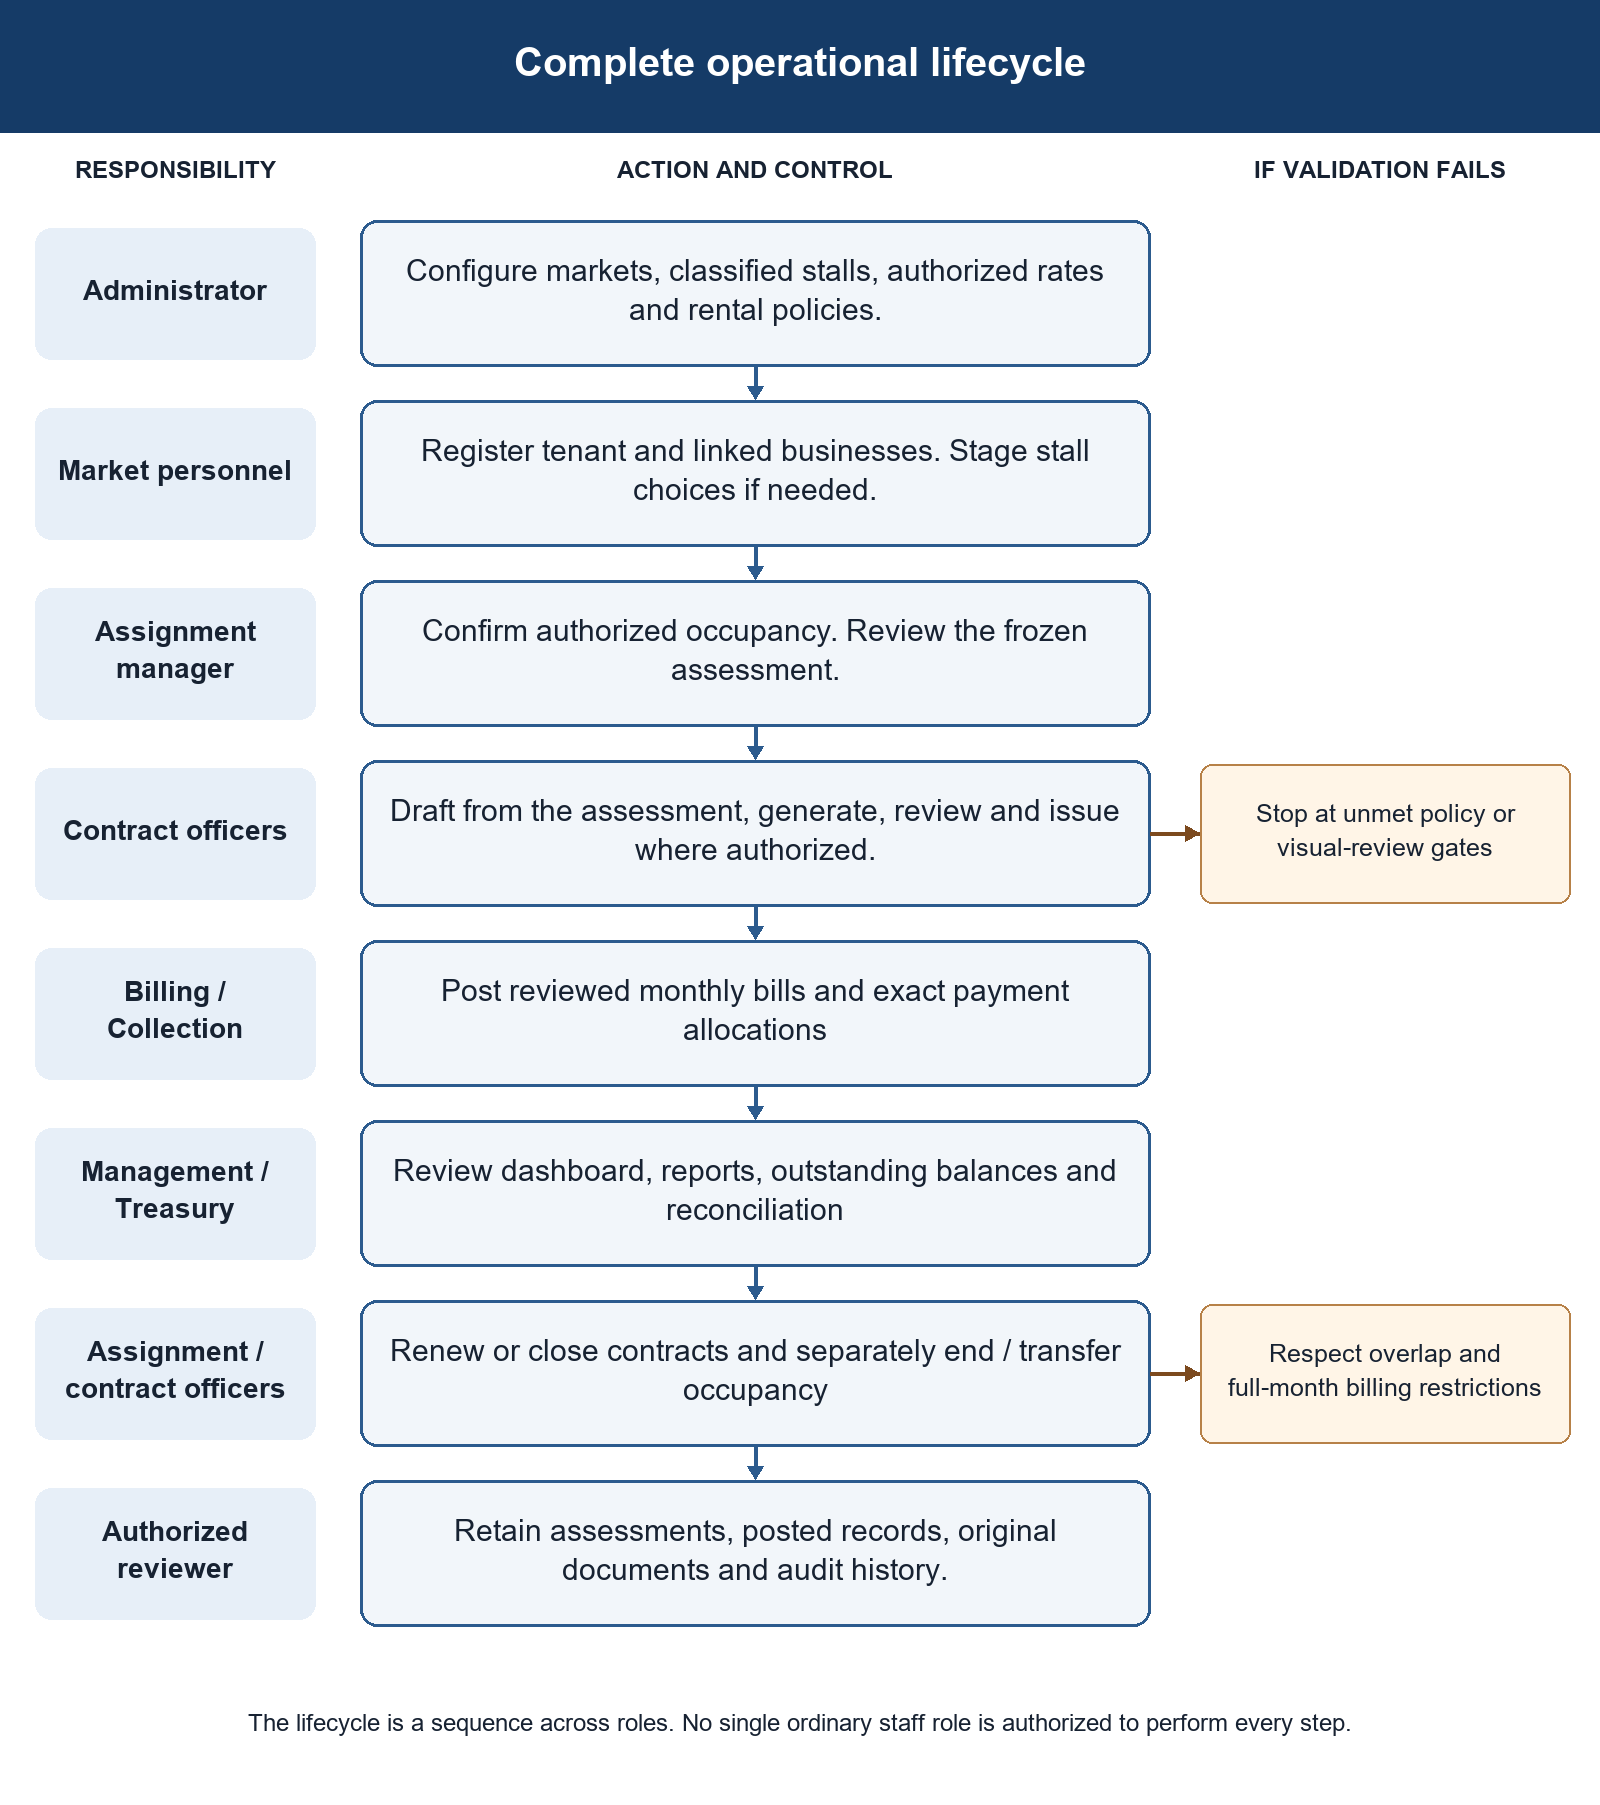 Complete operational lifecycle
RESPONSIBILITY
ACTION AND CONTROL
IF VALIDATION FAILS
Administrator
Configure markets, classified stalls, authorized rates
and rental policies.
Market personnel
Register tenant and linked businesses. Stage stall
choices if needed.
Assignment
manager
Confirm authorized occupancy. Review the frozen
assessment.
Contract officers
Draft from the assessment, generate, review and issue
where authorized.
Stop at unmet policy or
visual-review gates
Billing /
Collection
Post reviewed monthly bills and exact payment
allocations
Management /
Treasury
Review dashboard, reports, outstanding balances and
reconciliation
Assignment /
contract officers
Renew or close contracts and separately end / transfer
occupancy
Respect overlap and
full-month billing restrictions
Authorized
reviewer
Retain assessments, posted records, original
documents and audit history.
The lifecycle is a sequence across roles. No single ordinary staff role is authorized to perform every step.